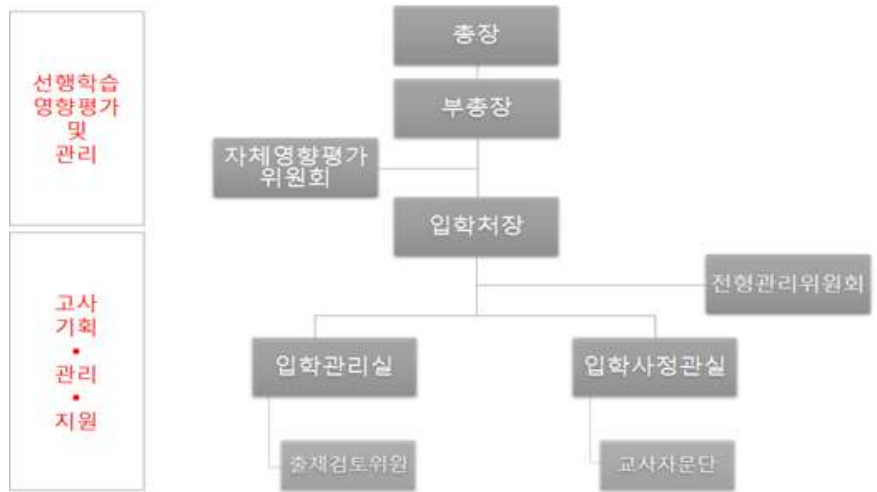 총장
선행학습
영향평가
및
관리
부총장
자체영향평가
위원회
입학처장
전형관리위원회
고사
기획
•
관리
•
지원
입학관리실
입학사정관실
출제검토위원
교사자문단